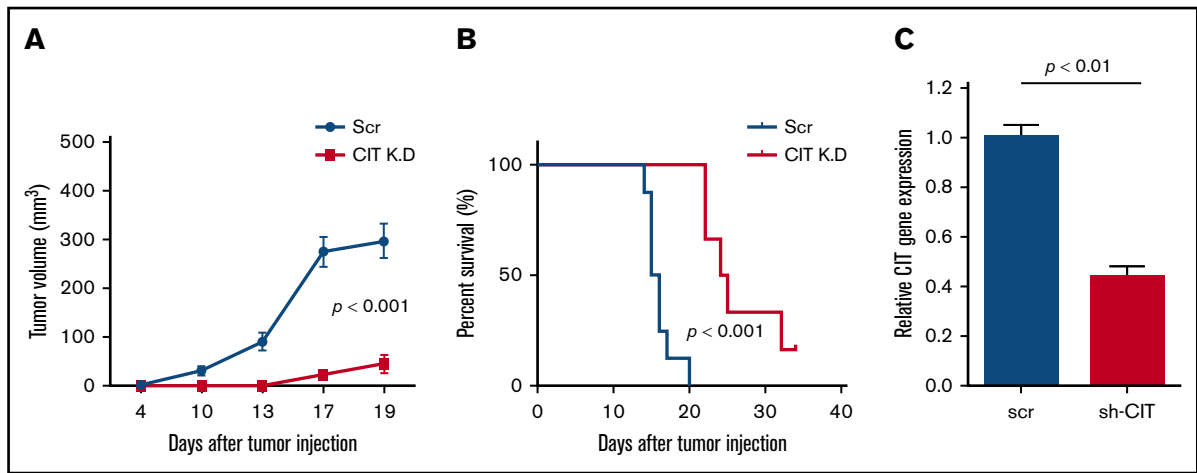 A
Scr
CIT K.D
Tumor volume (mm³)
500
400
300
200
100
0
p < 0.001
4 10 13 17 19
Days after tumor injection
B
Scr
CIT K.D
Percent survival (%)
100
50
0
p < 0.001
0 10 20 30 40
Days after tumor injection
C
p < 0.01
Relative CIT gene expression
1.2
1.0
0.8
0.6
0.4
0.2
0.0
scr sh-CIT